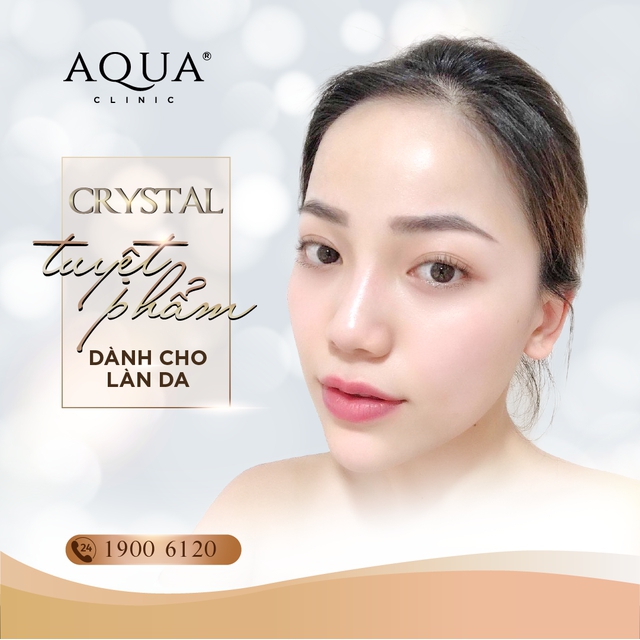 AQUA®
CLINIC
CRYSTAL
tuyệt
phẩm
DÀNH CHO
LÀN DA
24 1900 6120